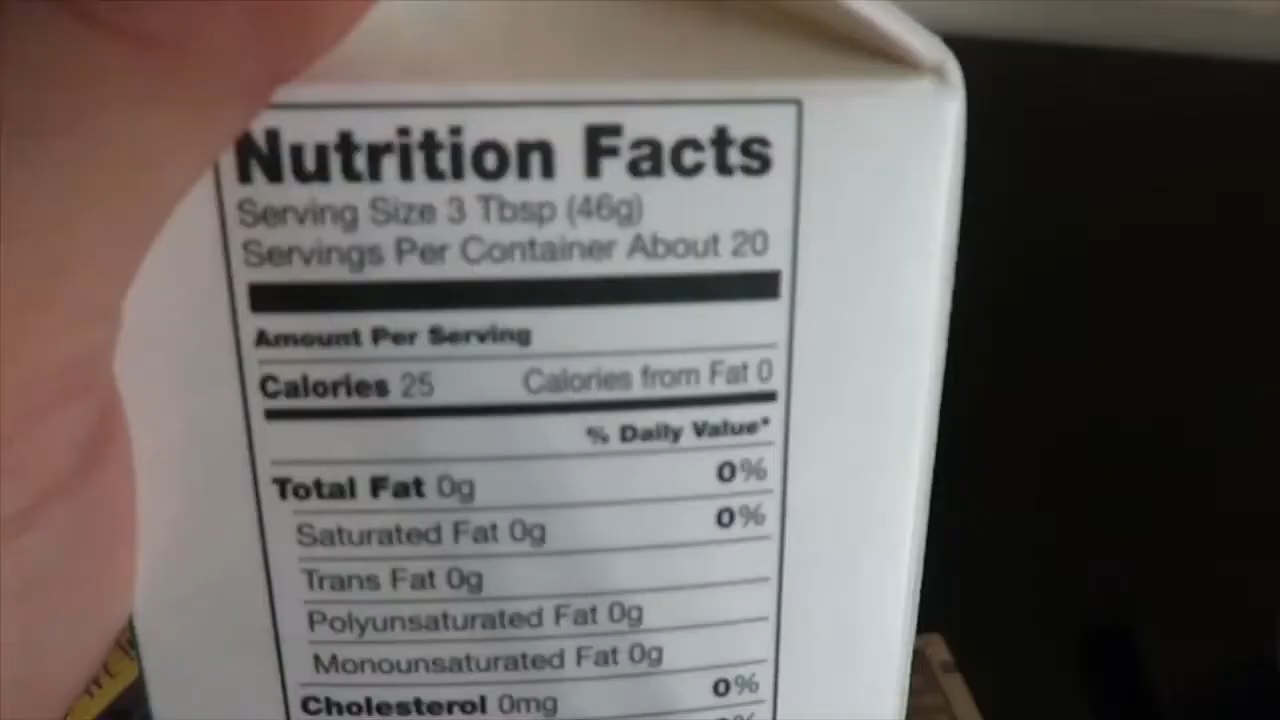 Nutrition Facts
Serving Size 3 Tbsp (46g)
Servings Per Container About 20
Amount Per Serving
Calories 25 Calories from Fat 0
% Daily Value*
Total Fat 0g 0%
Saturated Fat 0g 0%
Trans Fat 0g
Polyunsaturated Fat 0g
Monounsaturated Fat 0g
Cholesterol 0mg 0%